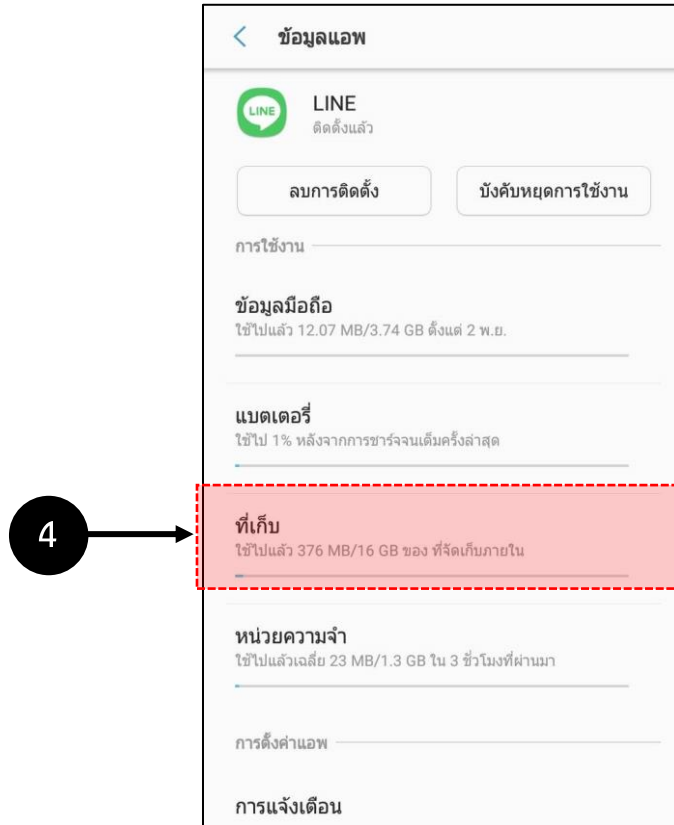 ข้อมูลแอพ
LINE
LINE
ติดตั้งแล้ว
ลบการติดตั้ง
บังคับหยุดการใช้งาน
การใช้งาน
ข้อมูลมือถือ
ใช้ไปแล้ว 12.07 MB/3.74 GB ตั้งแต่ 2 พ.ย.
แบตเตอรี่
ใช้ไป 1% หลังจากการชาร์จจนเต็มครั้งล่าสุด
4
ที่เก็บ
ใช้ไปแล้ว 376 MB/16 GB ของ ที่จัดเก็บภายใน
หน่วยความจำ
ใช้ไปแล้วเฉลี่ย 23 MB/1.3 GB ใน 3 ชั่วโมงที่ผ่านมา
การตั้งค่าแอพ
การแจ้งเตือน